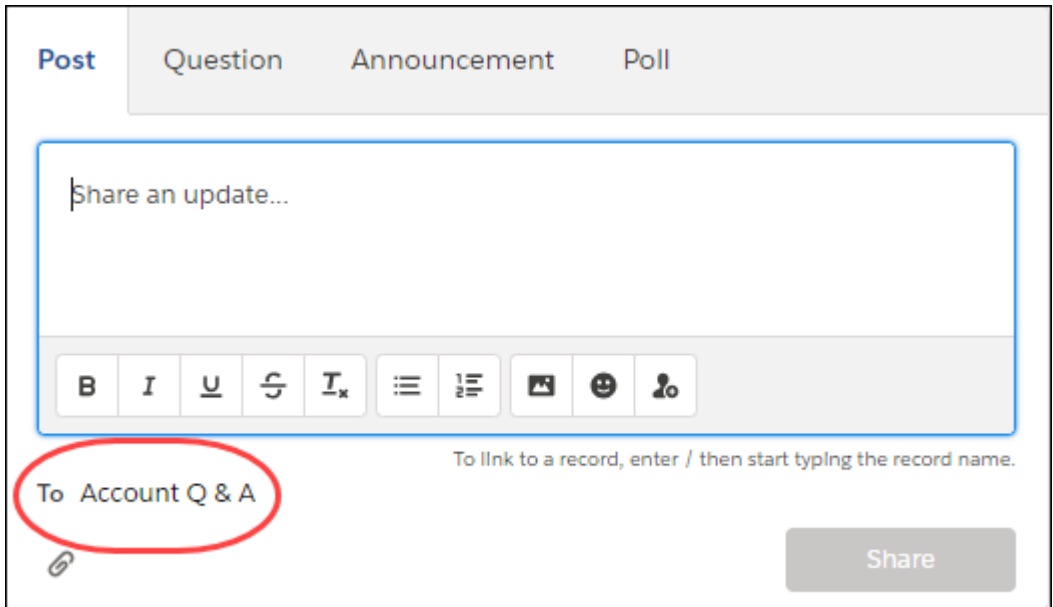 Post Question Announcement Poll
Share an update...
B I U S Tx
To link to a record, enter / then start typing the record name.
To Account Q & A
Share